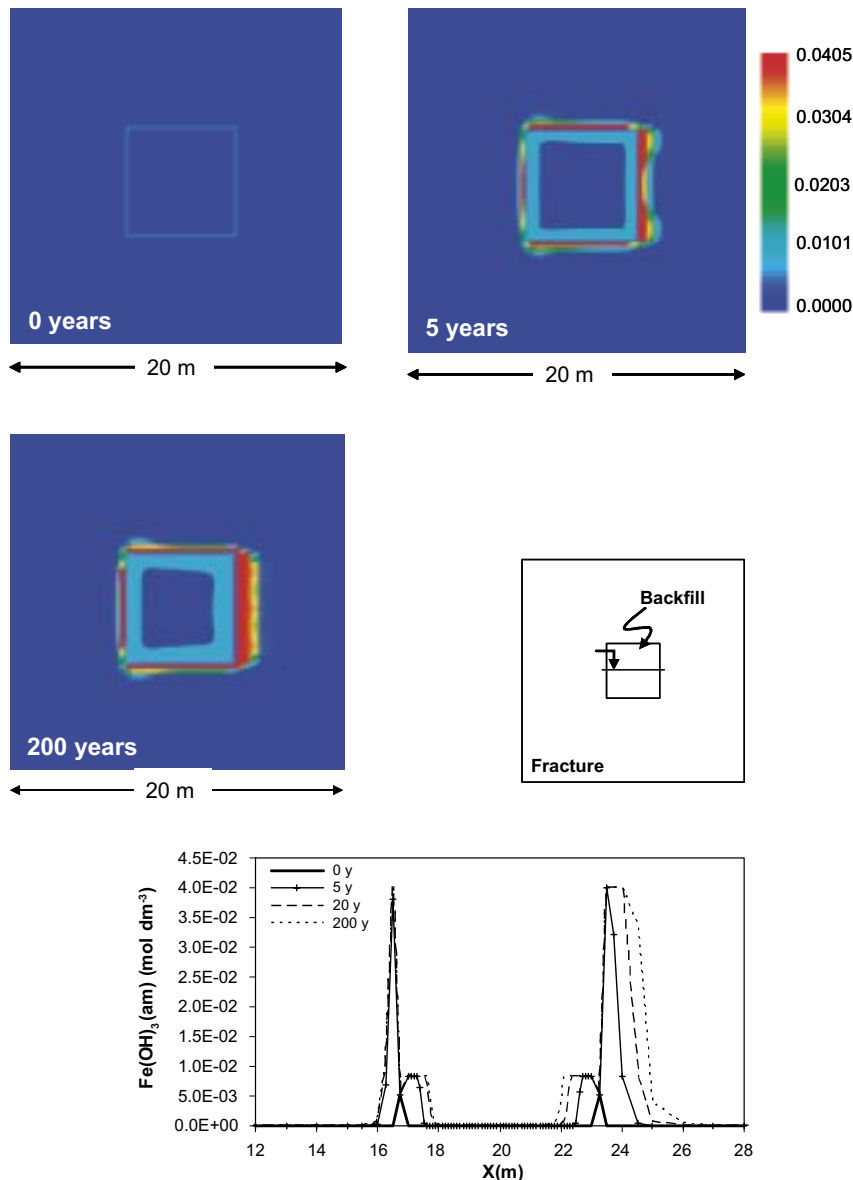 0.0405
0.0304
0.0203
0.0101
0.0000
0 years
5 years
20 m
20 m
200 years
20 m
Backfill
Fracture
4.5E-02
4.0E-02
3.5E-02
3.0E-02
2.5E-02
2.0E-02
1.5E-02
1.0E-02
5.0E-03
0.0E+00
Fe(OH)₃(am) (mol dm⁻³)
0 y
5 y
20 y
200 y
12 14 16 18 20 22 24 26 28
X(m)